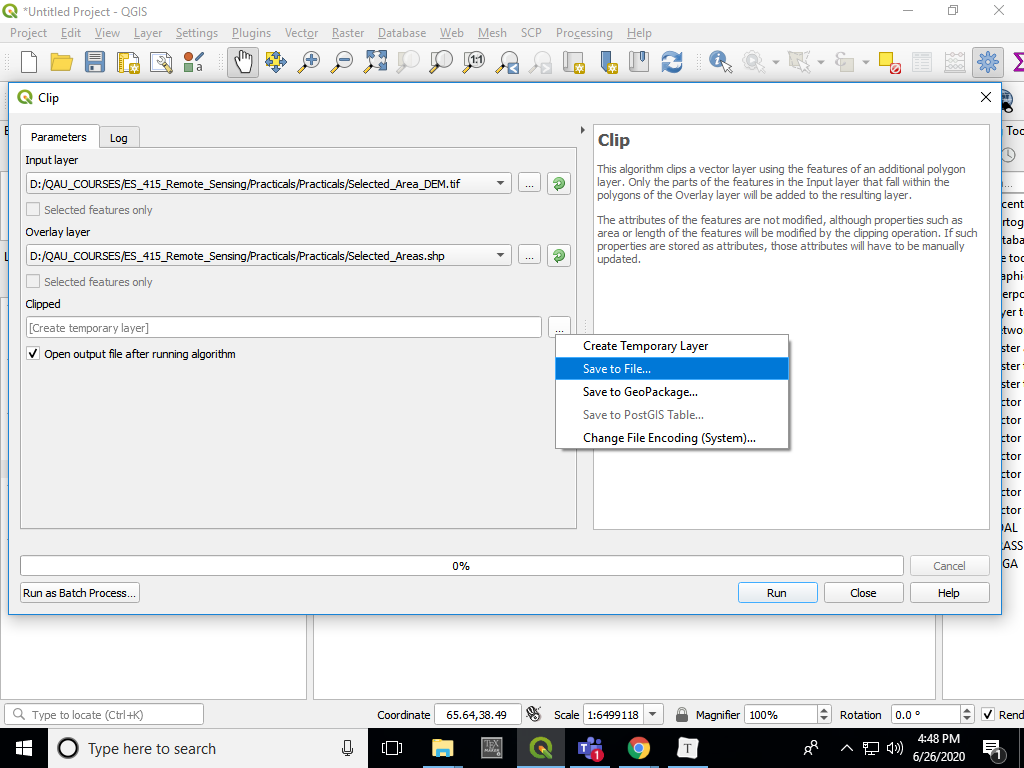 *Untitled Project - QGIS
Project Edit View Layer Settings Plugins Vector Raster Database Web Mesh SCP Processing Help
Clip
Parameters Log
Input layer
D:/QAU_COURSES/ES_415_Remote_Sensing/Practicals/Practicals/Selected_Area_DEM.tif
...
Selected features only
Overlay layer
D:/QAU_COURSES/ES_415_Remote_Sensing/Practicals/Practicals/Selected_Areas.shp
...
Selected features only
Clipped
[Create temporary layer]
...
Open output file after running algorithm
Create Temporary Layer
Save to File...
Save to GeoPackage...
Save to PostGIS Table...
Change File Encoding (System)...
Clip
This algorithm clips a vector layer using the features of an additional polygon
layer. Only the parts of the features in the Input layer that fall within the
polygons of the Overlay layer will be added to the resulting layer.
The attributes of the features are not modified, although properties such as
area or length of the features will be modified by the clipping operation. If such
properties are stored as attributes, those attributes will have to be manually
updated.
0%
Cancel
Run as Batch Process...
Run Close Help
Type to locate (Ctrl+K)
Coordinate 65.64,38.49 Scale 1:6499118 Magnifier 100% Rotation 0.0 ° Rend
Type here to search
4:48 PM
6/26/2020